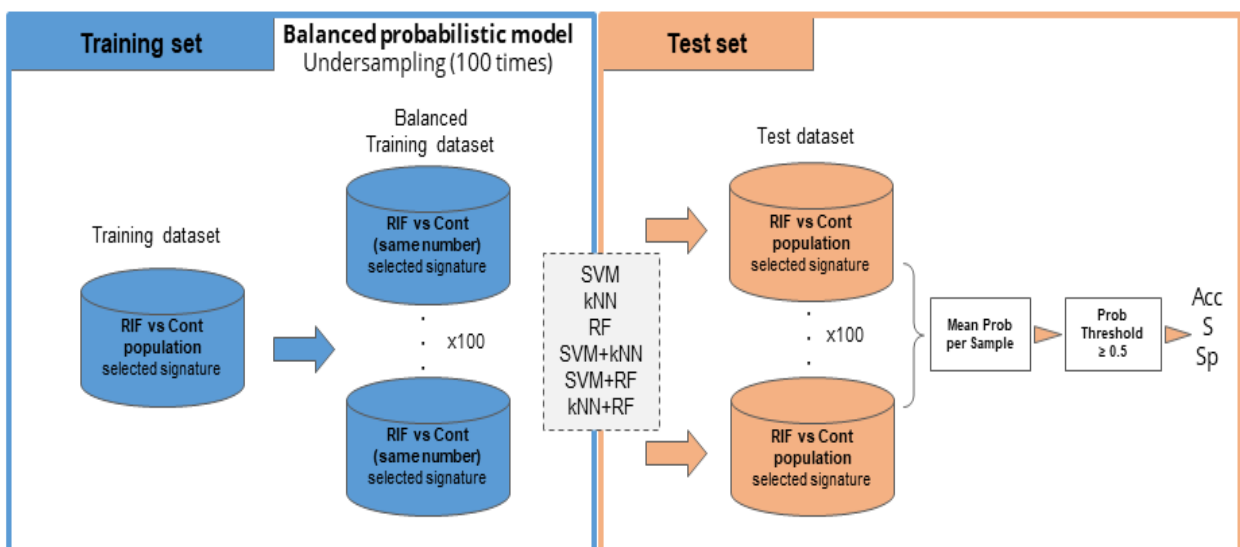 Training set
Balanced probabilistic model
Undersampling (100 times)
Test set
Training dataset
RIF vs Cont
population
selected signature
Balanced
Training dataset
RIF vs Cont
(same number)
selected signature
x100
RIF vs Cont
(same number)
selected signature
SVM
kNN
RF
SVM+kNN
SVM+RF
kNN+RF
Test dataset
RIF vs Cont
population
selected signature
x100
RIF vs Cont
population
selected signature
Mean Prob
per Sample
Prob
Threshold
≥ 0.5
Acc
S
Sp